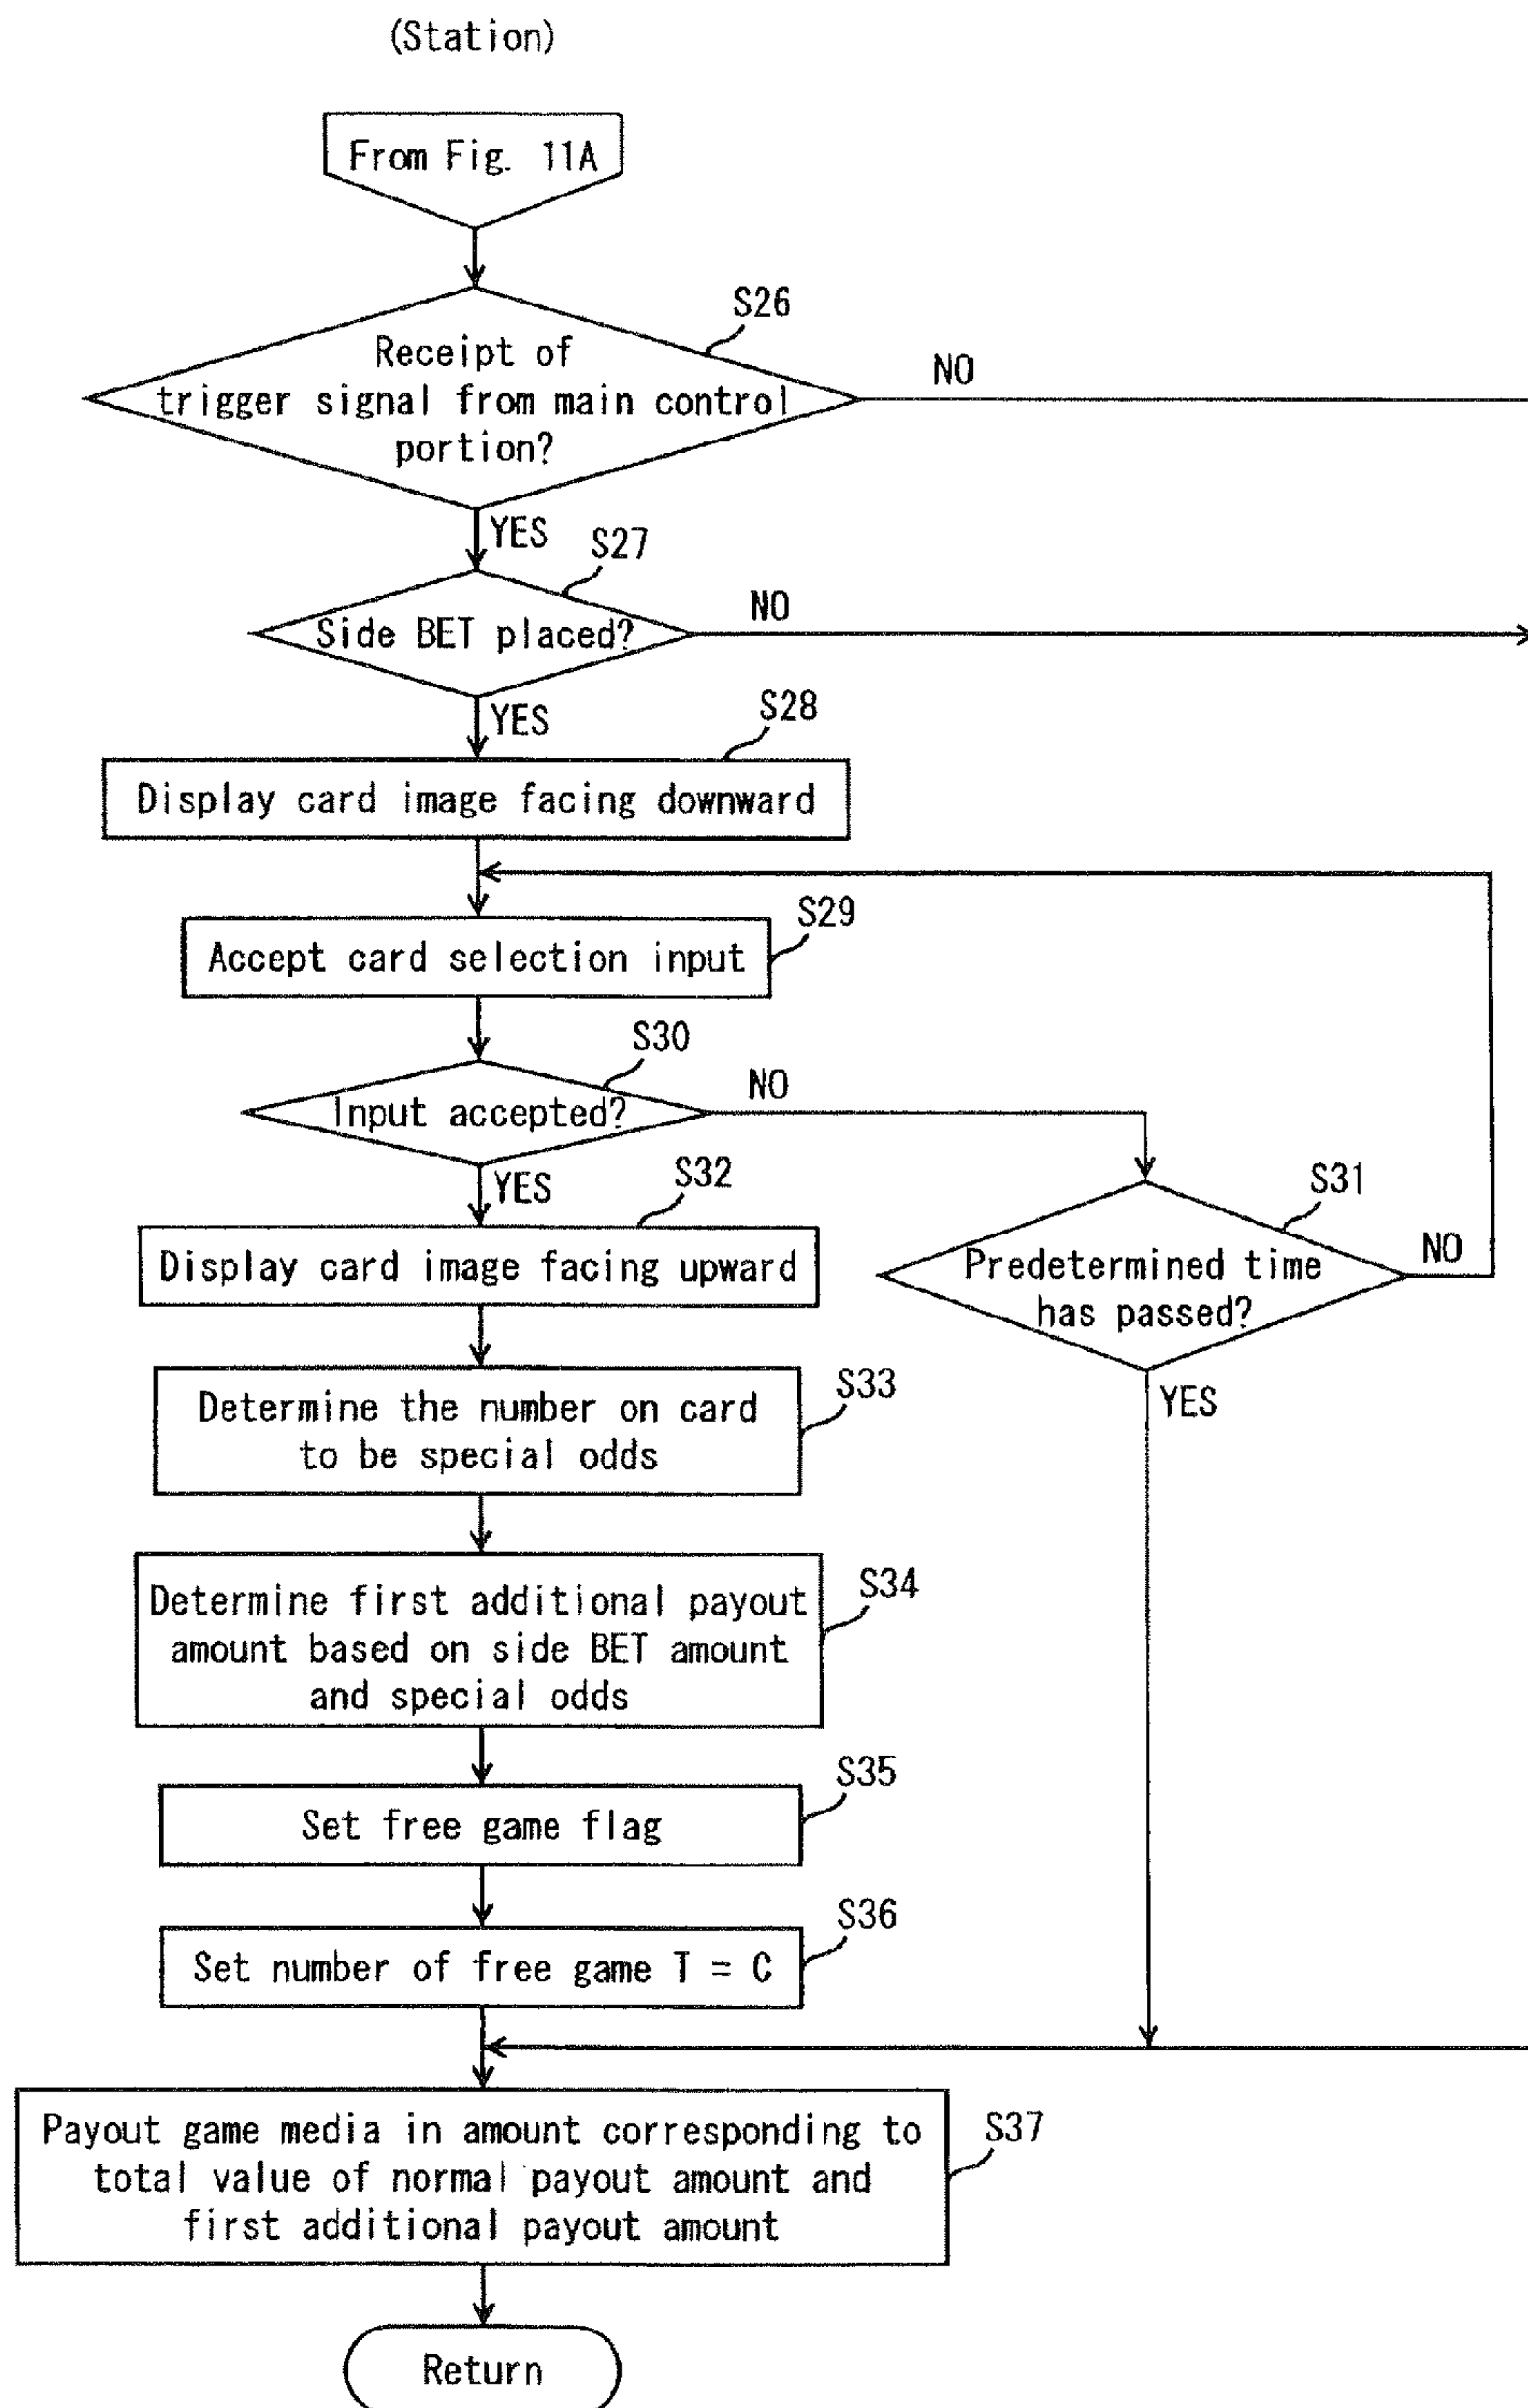 (Station)
From Fig. 11A
S26
Receipt of
trigger signal from main control
portion?
NO
YES
S27
Side BET placed?
NO
YES
S28
Display card image facing downward
S29
Accept card selection input
S30
Input accepted?
NO
YES
S31
Predetermined time
has passed?
NO
YES
S32
Display card image facing upward
S33
Determine the number on card
to be special odds
S34
Determine first additional payout
amount based on side BET amount
and special odds
S35
Set free game flag
S36
Set number of free game T = C
S37
Payout game media in amount corresponding to
total value of normal payout amount and
first additional payout amount
Return